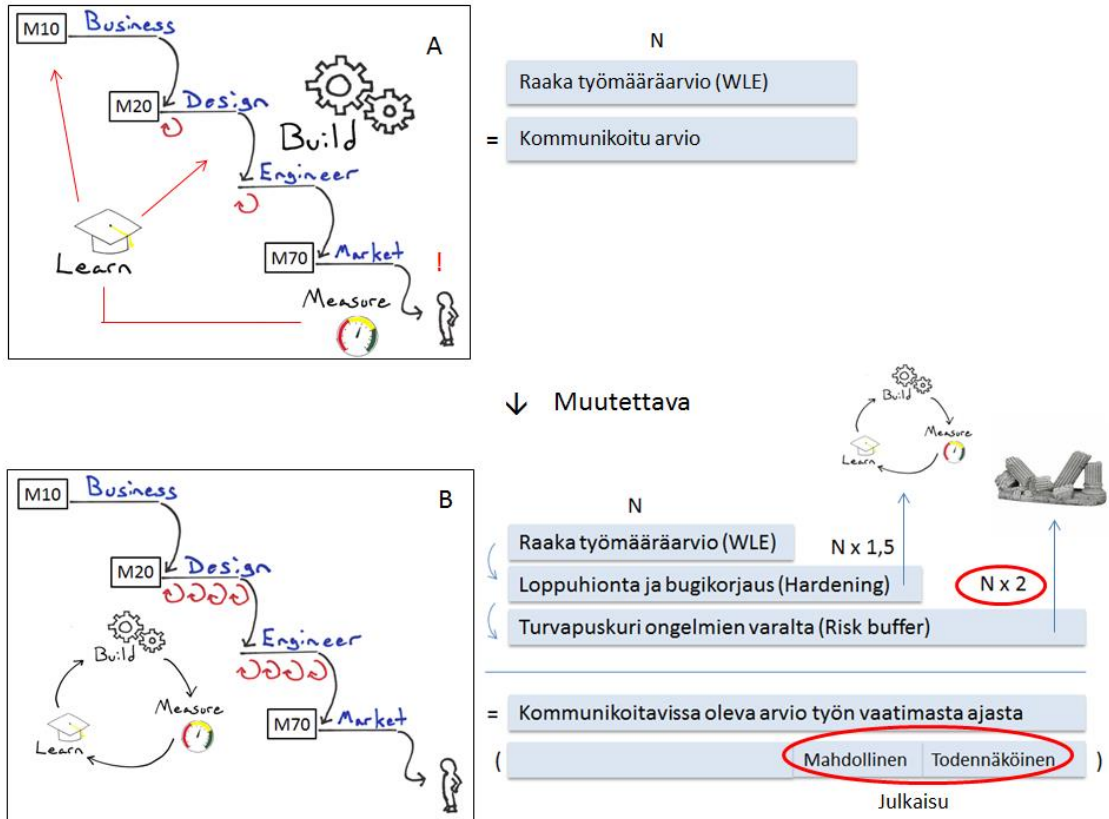 M10 Business
A
M20 Design
Build
Engineer
Learn
M70 Market !
Measure
N
Raaka työmääräarvio (WLE)
= Kommunikoitu arvio
↓ Muutettava
Build
Measure
Learn
M10 Business
B
M20 Design
Build
Engineer
Measure
Learn
M70 Market
N
Raaka työmääräarvio (WLE)
N x 1,5
Loppuhionta ja bugikorjaus (Hardening)
N x 2
Turvapuskuri ongelmien varalta (Risk buffer)
= Kommunikoitavissa oleva arvio työn vaatimasta ajasta
( Mahdollinen Todennäköinen )
Julkaisu